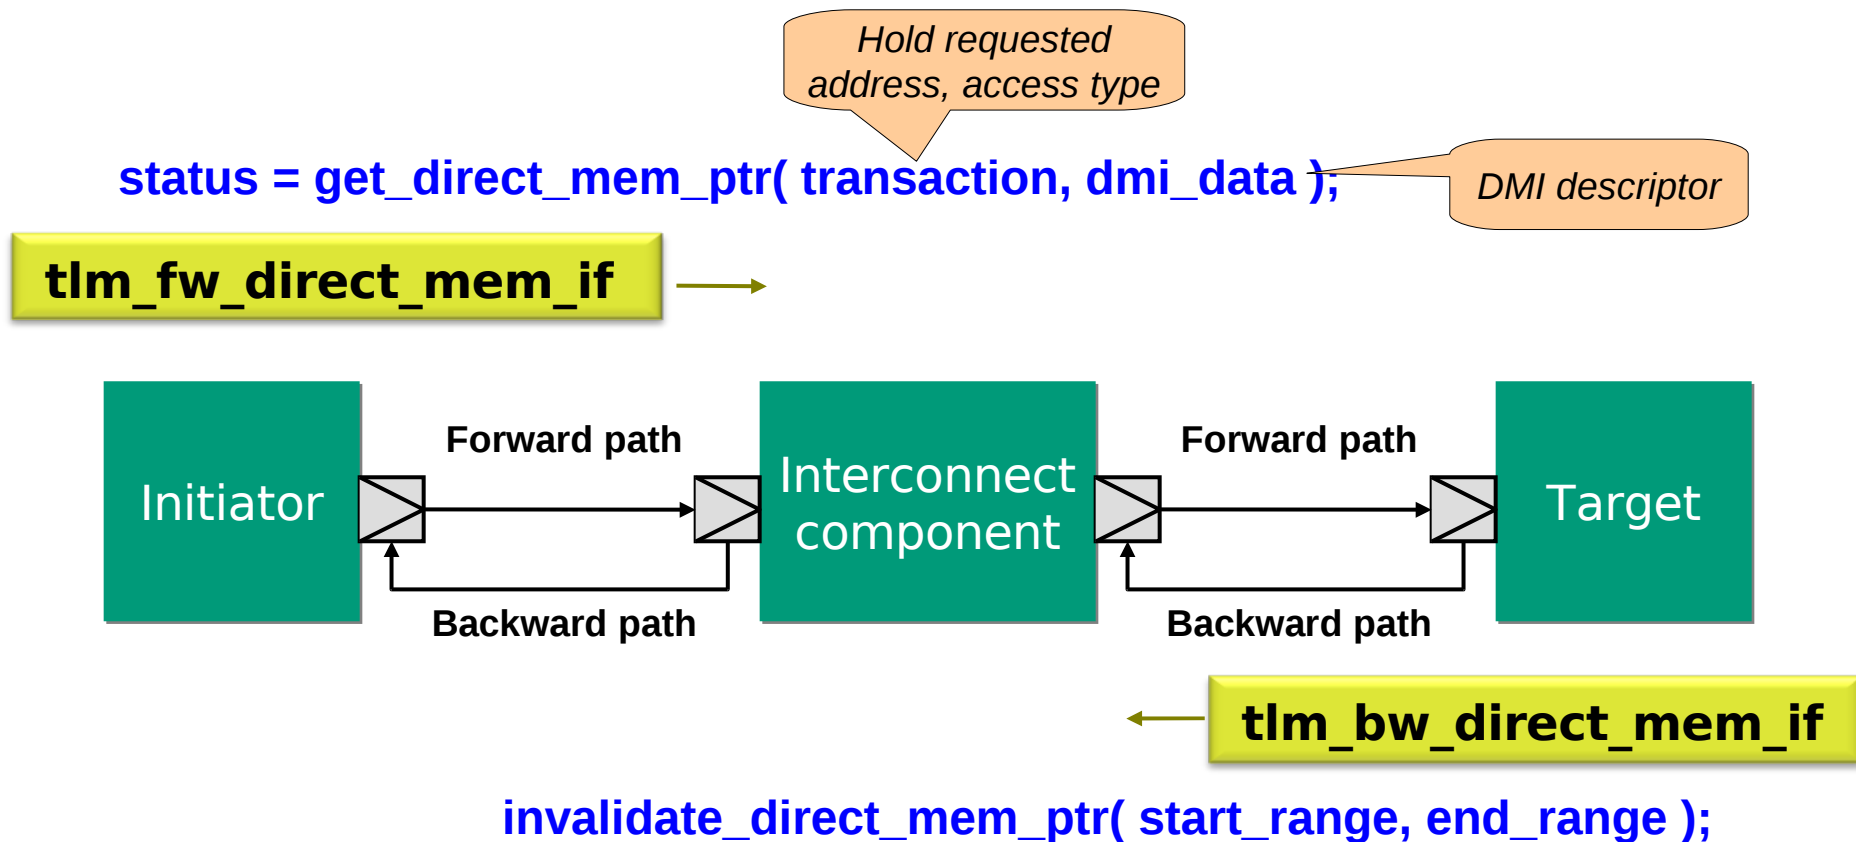 Hold requested
address, access type
status = get_direct_mem_ptr( transaction, dmi_data );
DMI descriptor
tlm_fw_direct_mem_if
Forward path
Forward path
Initiator
Interconnect
component
Target
Backward path
Backward path
tlm_bw_direct_mem_if
invalidate_direct_mem_ptr( start_range, end_range );